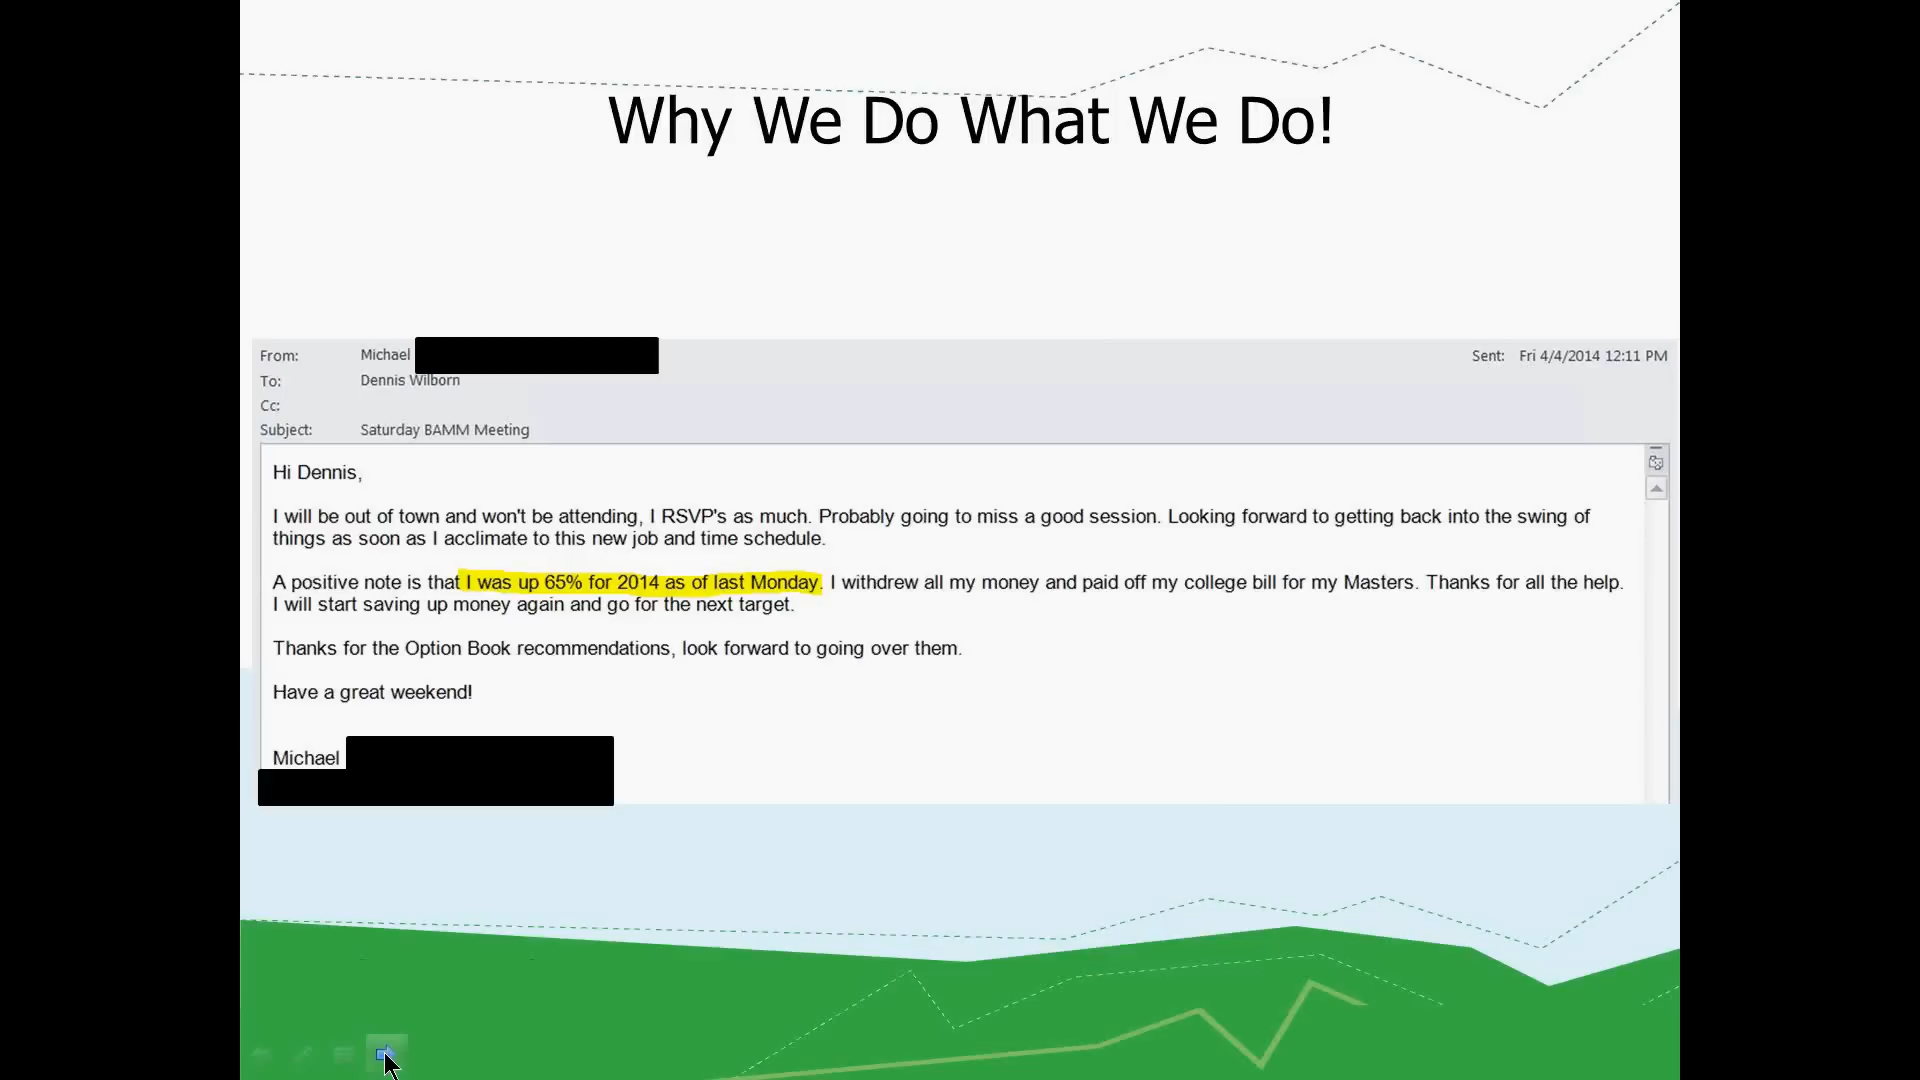 Why We Do What We Do!
From: Michael Sent: Fri 4/4/2014 12:11 PM
To: Dennis Wilborn
Cc:
Subject: Saturday BAMM Meeting
Hi Dennis,
I will be out of town and won't be attending, I RSVP's as much. Probably going to miss a good session. Looking forward to getting back into the swing of
things as soon as I acclimate to this new job and time schedule.
A positive note is that I was up 65% for 2014 as of last Monday. I withdrew all my money and paid off my college bill for my Masters. Thanks for all the help.
I will start saving up money again and go for the next target.
Thanks for the Option Book recommendations, look forward to going over them.
Have a great weekend!
Michael